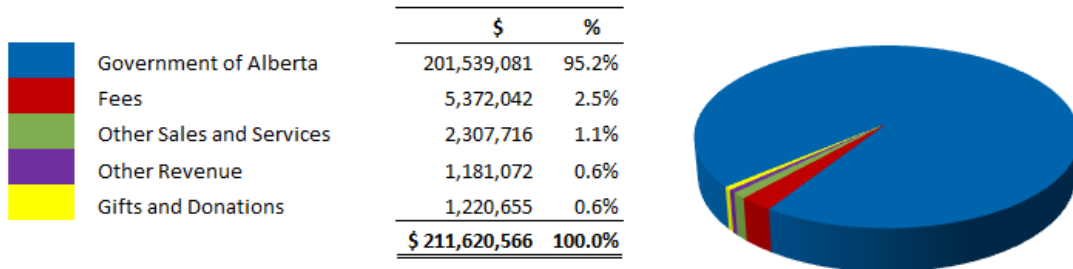 $ %
Government of Alberta 201,539,081 95.2%
Fees 5,372,042 2.5%
Other Sales and Services 2,307,716 1.1%
Other Revenue 1,181,072 0.6%
Gifts and Donations 1,220,655 0.6%
$ 211,620,566 100.0%